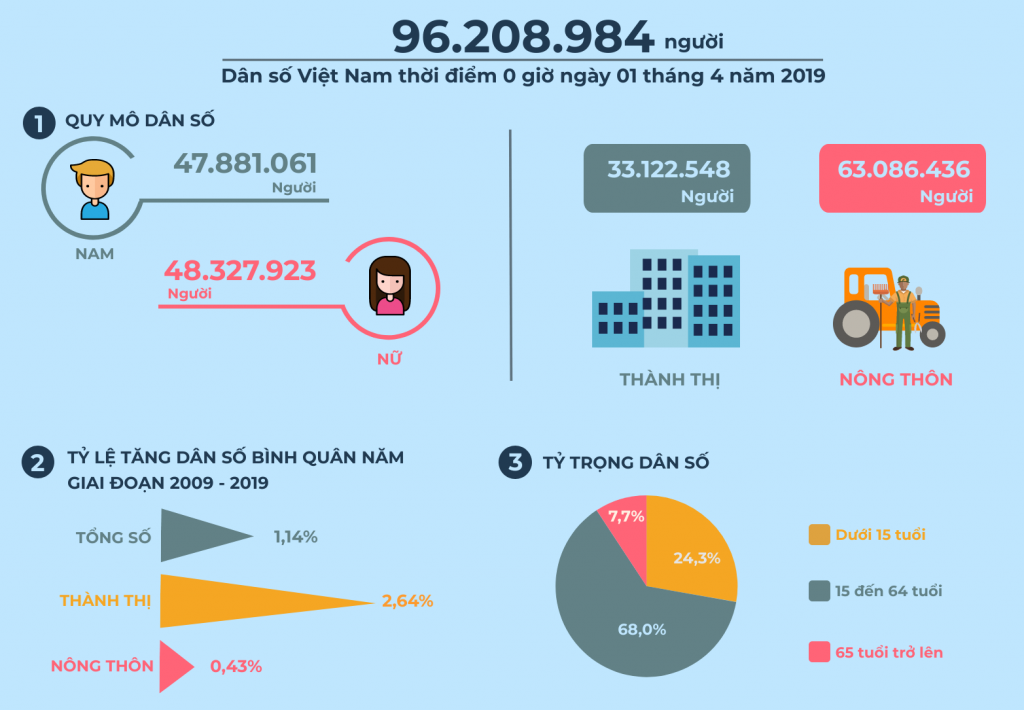 96.208.984 người
Dân số Việt Nam thời điểm 0 giờ ngày 01 tháng 4 năm 2019
1 QUY MÔ DÂN SỐ
47.881.061
Người
NAM
48.327.923
Người
NỮ
33.122.548
Người
63.086.436
Người
THÀNH THỊ
NÔNG THÔN
2 TỶ LỆ TĂNG DÂN SỐ BÌNH QUÂN NĂM
GIAI ĐOẠN 2009 - 2019
TỔNG SỐ 1,14%
THÀNH THỊ 2,64%
NÔNG THÔN 0,43%
3 TỶ TRỌNG DÂN SỐ
7,7%
24,3%
68,0%
Dưới 15 tuổi
15 đến 64 tuổi
65 tuổi trở lên